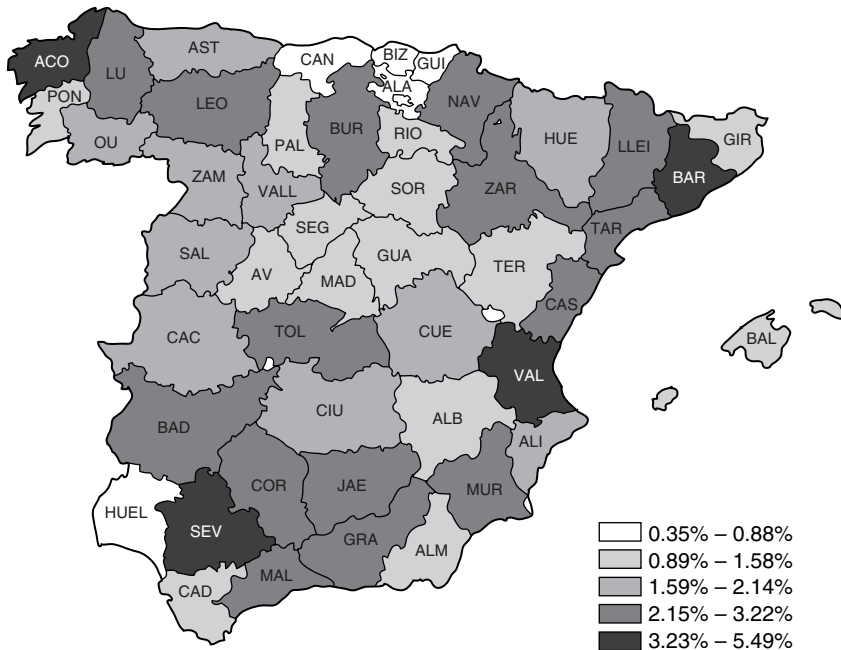 ACO
LU
AST
CAN
BIZ
GUI
ALA
PON
LEO
NAV
OU
PAL
BUR
RIO
HUE
LLEI
GIR
BAR
ZAM
VALL
SOR
ZAR
SEG
TAR
SAL
AV
MAD
GUA
TER
CAS
CAC
TOL
CUE
BAL
VAL
CIU
ALB
BAD
ALI
COR
JAE
MUR
HUEL
SEV
GRA
ALM
CAD
MAL
0.35% – 0.88%
0.89% – 1.58%
1.59% – 2.14%
2.15% – 3.22%
3.23% – 5.49%